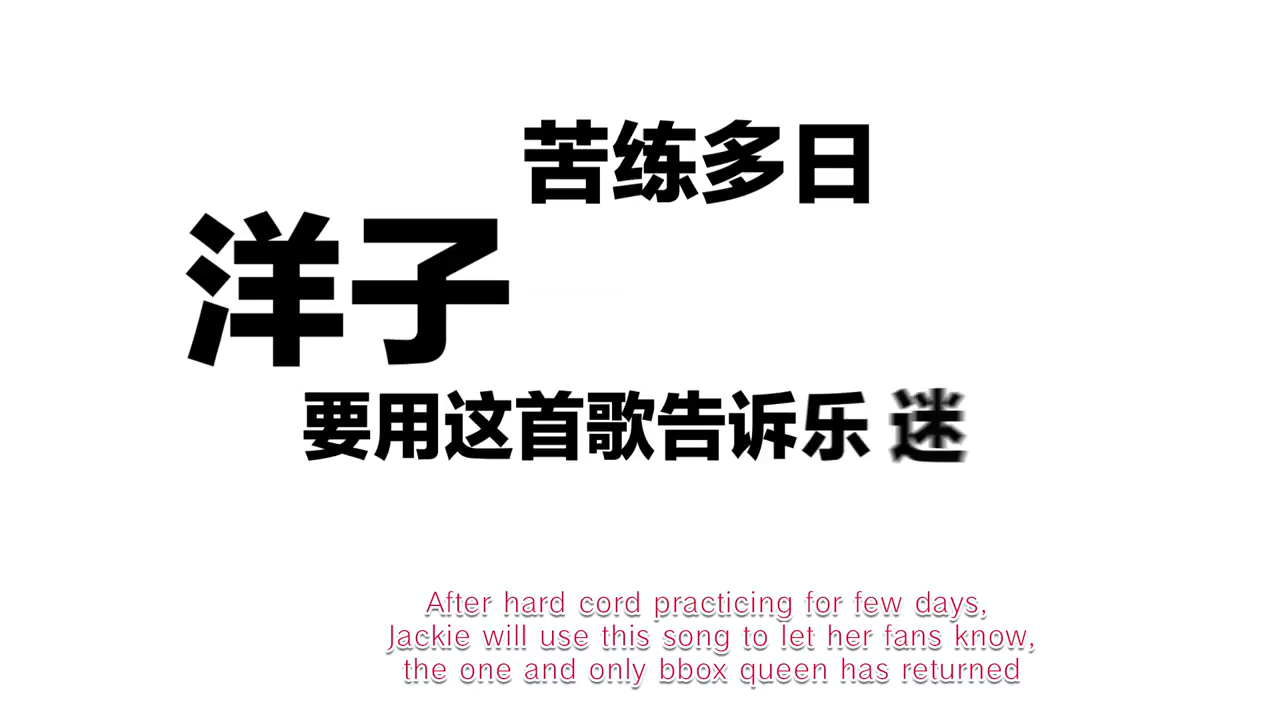 苦练多日
洋子
要用这首歌告诉乐迷
After hard cord practicing for few days,
Jackie will use this song to let her fans know,
the one and only bbox queen has returned